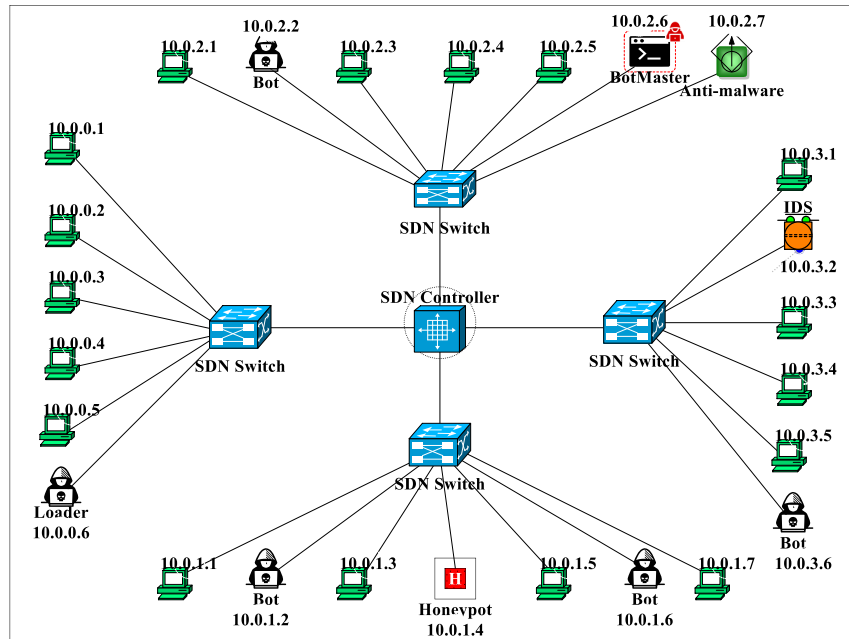 10.0.2.1
10.0.2.2
Bot
10.0.2.3
10.0.2.4
10.0.2.5
10.0.2.6
BotMaster
10.0.2.7
Anti-malware
10.0.0.1
10.0.0.2
10.0.0.3
10.0.0.4
10.0.0.5
Loader
10.0.0.6
SDN Switch
SDN Switch
SDN Controller
SDN Switch
SDN Switch
10.0.3.1
IDS
10.0.3.2
10.0.3.3
10.0.3.4
10.0.3.5
Bot
10.0.3.6
10.0.1.1
Bot
10.0.1.2
10.0.1.3
H
Honeypot
10.0.1.4
10.0.1.5
Bot
10.0.1.6
10.0.1.7